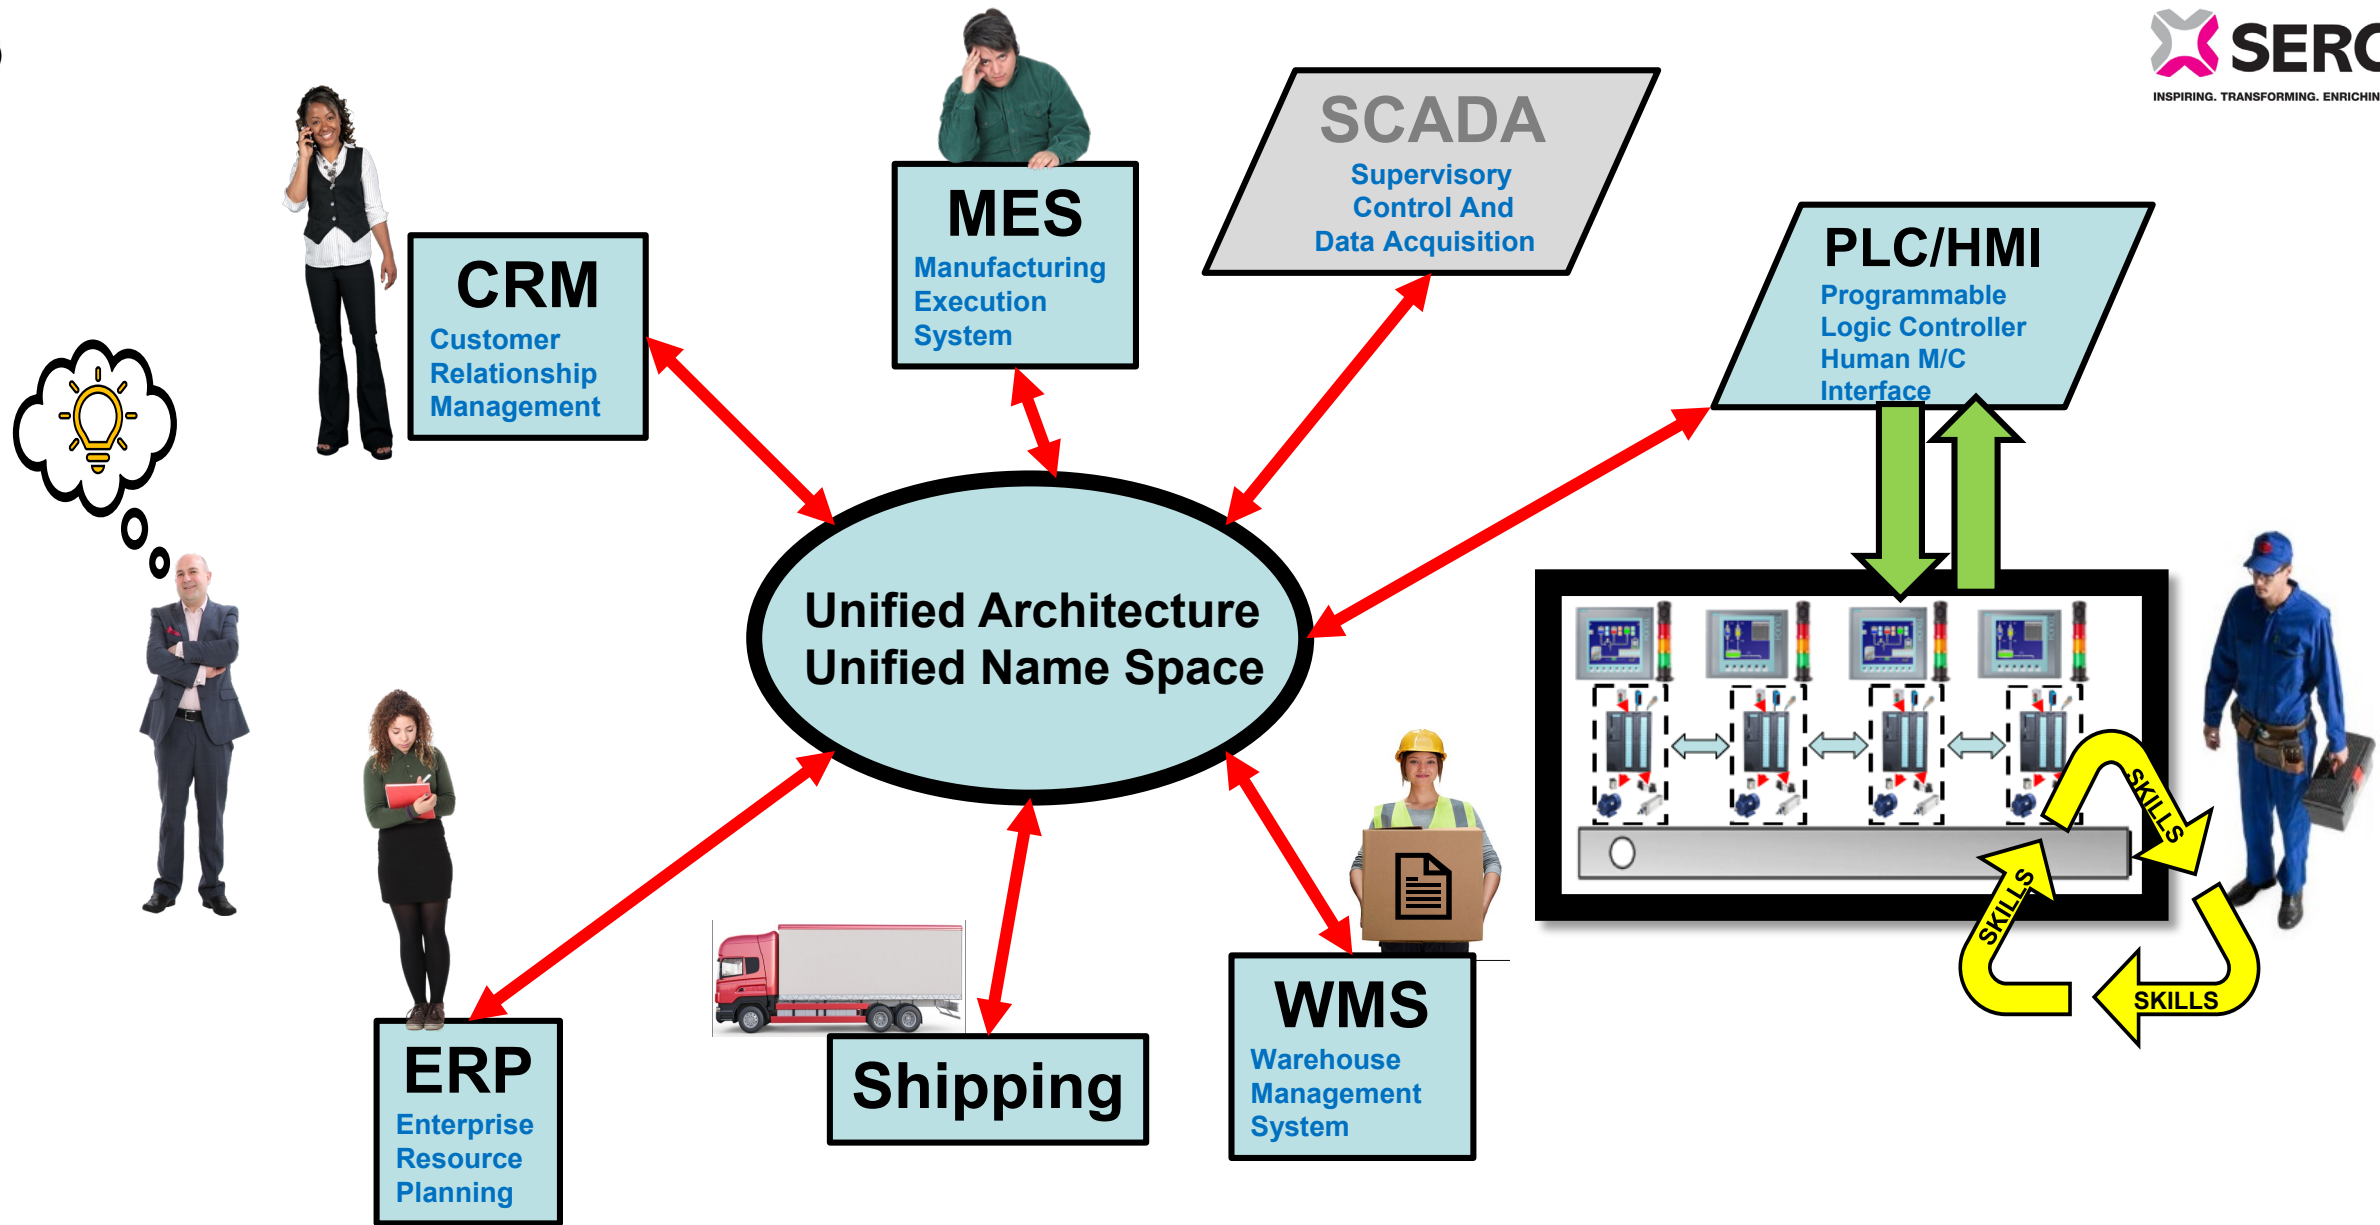 SERC
INSPIRING. TRANSFORMING.
SCADA
Supervisory
Control And
Data Acquisition
MES
Manufacturing
Execution
System
PLC/HMI
Programmable
Logic Controller
Human M/C
Interface
CRM
Customer
Relationship
Management
Unified Architecture
Unified Name Space
SKILLS
SKILLS
SKILLS
WMS
Warehouse
Management
System
Shipping
ERP
Enterprise
Resource
Planning